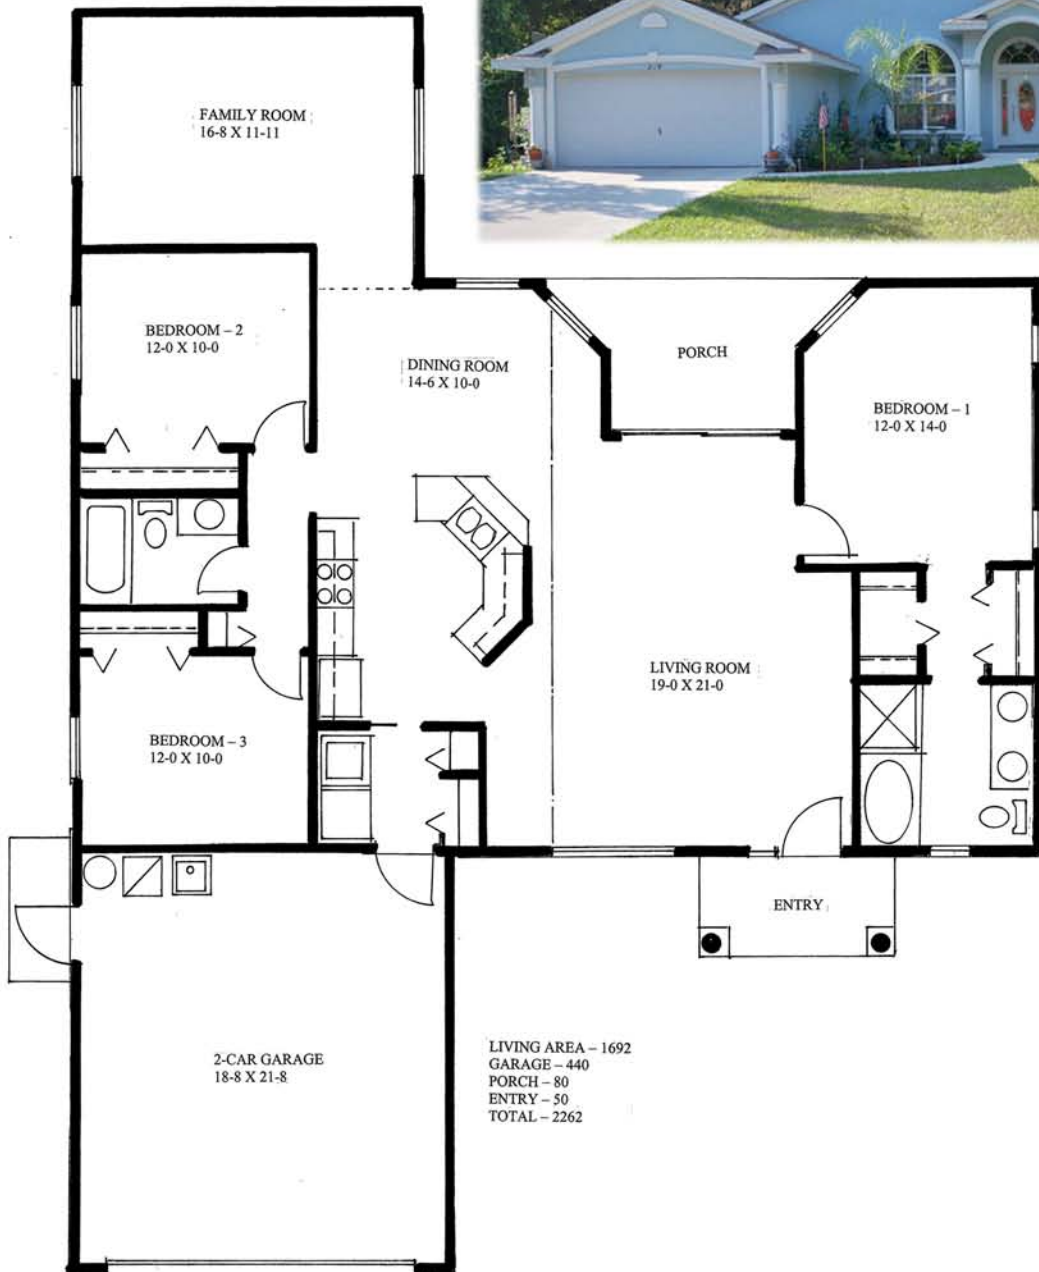 FAMILY ROOM
16-8 X 11-11
BEDROOM – 2
12-0 X 10-0
DINING ROOM
14-6 X 10-0
PORCH
BEDROOM – 1
12-0 X 14-0
LIVING ROOM
19-0 X 21-0
BEDROOM – 3
12-0 X 10-0
ENTRY
2-CAR GARAGE
18-8 X 21-8
LIVING AREA – 1692
GARAGE – 440
PORCH – 80
ENTRY – 50
TOTAL – 2262